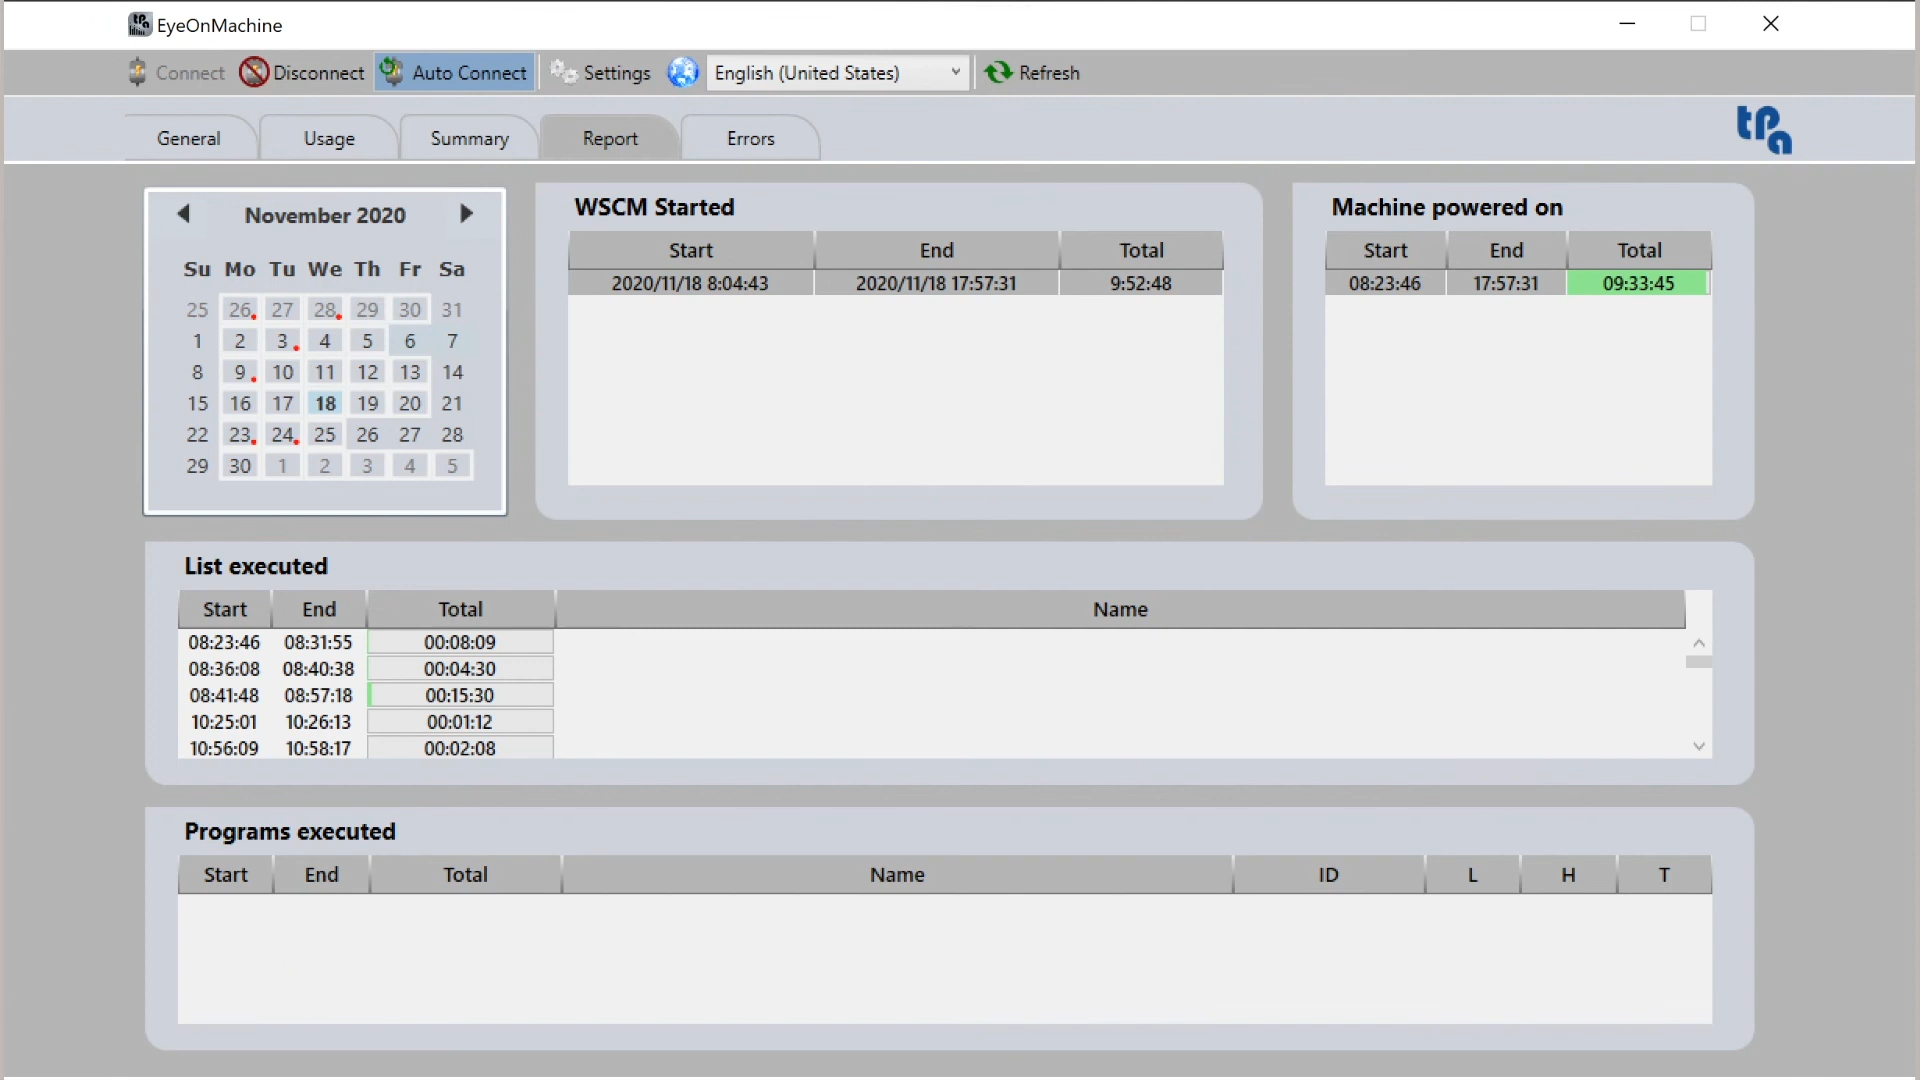 EyeOnMachine
Connect Disconnect Auto Connect Settings English (United States) Refresh
General Usage Summary Report Errors
tpa
November 2020
Su Mo Tu We Th Fr Sa
25 26 27 28 29 30 31
1 2 3 4 5 6 7
8 9 10 11 12 13 14
15 16 17 18 19 20 21
22 23 24 25 26 27 28
29 30 1 2 3 4 5
WSCM Started
Start End Total
2020/11/18 8:04:43 2020/11/18 17:57:31 9:52:48
Machine powered on
Start End Total
08:23:46 17:57:31 09:33:45
List executed
Start End Total Name
08:23:46 08:31:55 00:08:09
08:36:08 08:40:38 00:04:30
08:41:48 08:57:18 00:15:30
10:25:01 10:26:13 00:01:12
10:56:09 10:58:17 00:02:08
Programs executed
Start End Total Name ID L H T